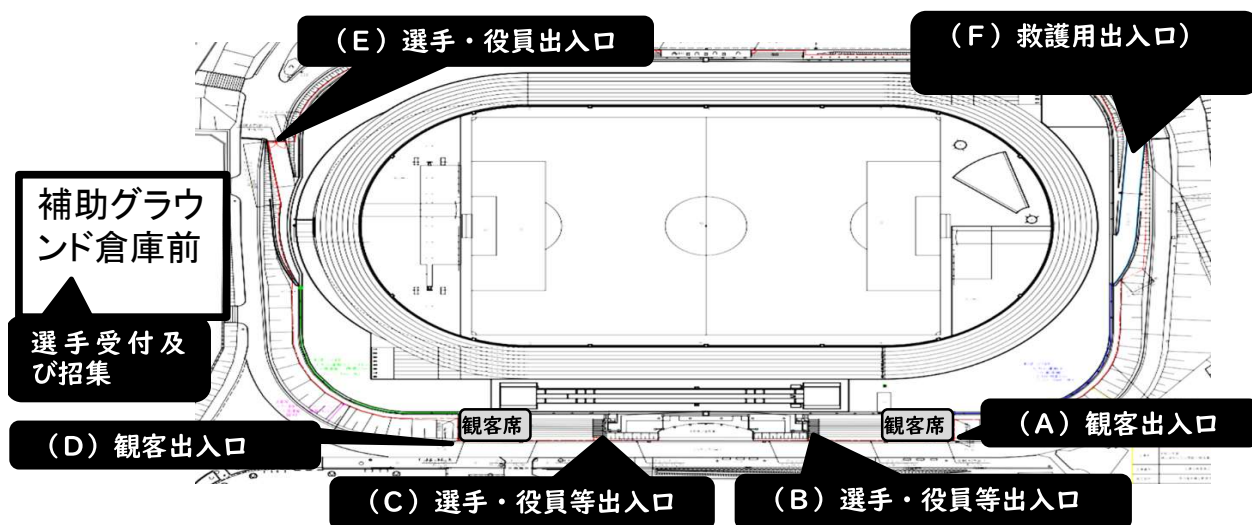 （E）選手・役員出入口
（F）救護用出入口）
補助グラウ
ンド倉庫前
選手受付及
び招集
観客席
観客席
（A）観客出入口
（D）観客出入口
（C）選手・役員等出入口
（B）選手・役員等出入口